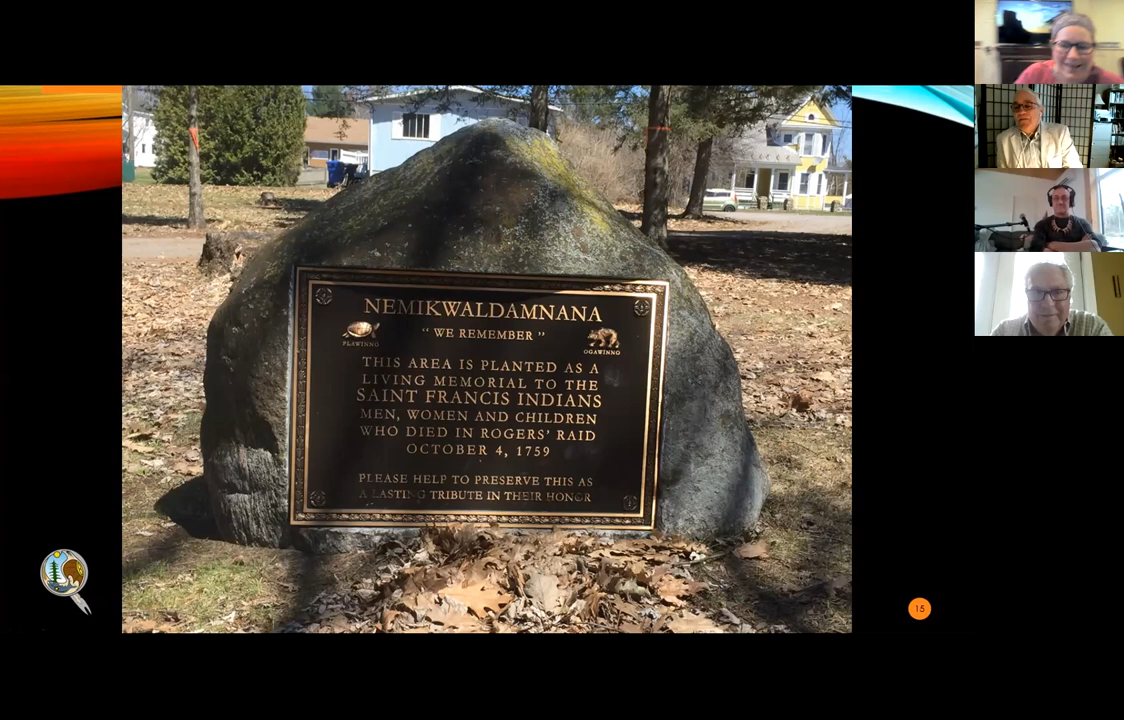 NEMIKWALDAMNANA
" WE REMEMBER "
PLAWINNO
OGAWINNO
THIS AREA IS PLANTED AS A
LIVING MEMORIAL TO THE
SAINT FRANCIS INDIANS
MEN, WOMEN AND CHILDREN
WHO DIED IN ROGERS' RAID
OCTOBER 4, 1759
PLEASE HELP TO PRESERVE THIS AS
A LASTING TRIBUTE IN THEIR HONOR
15